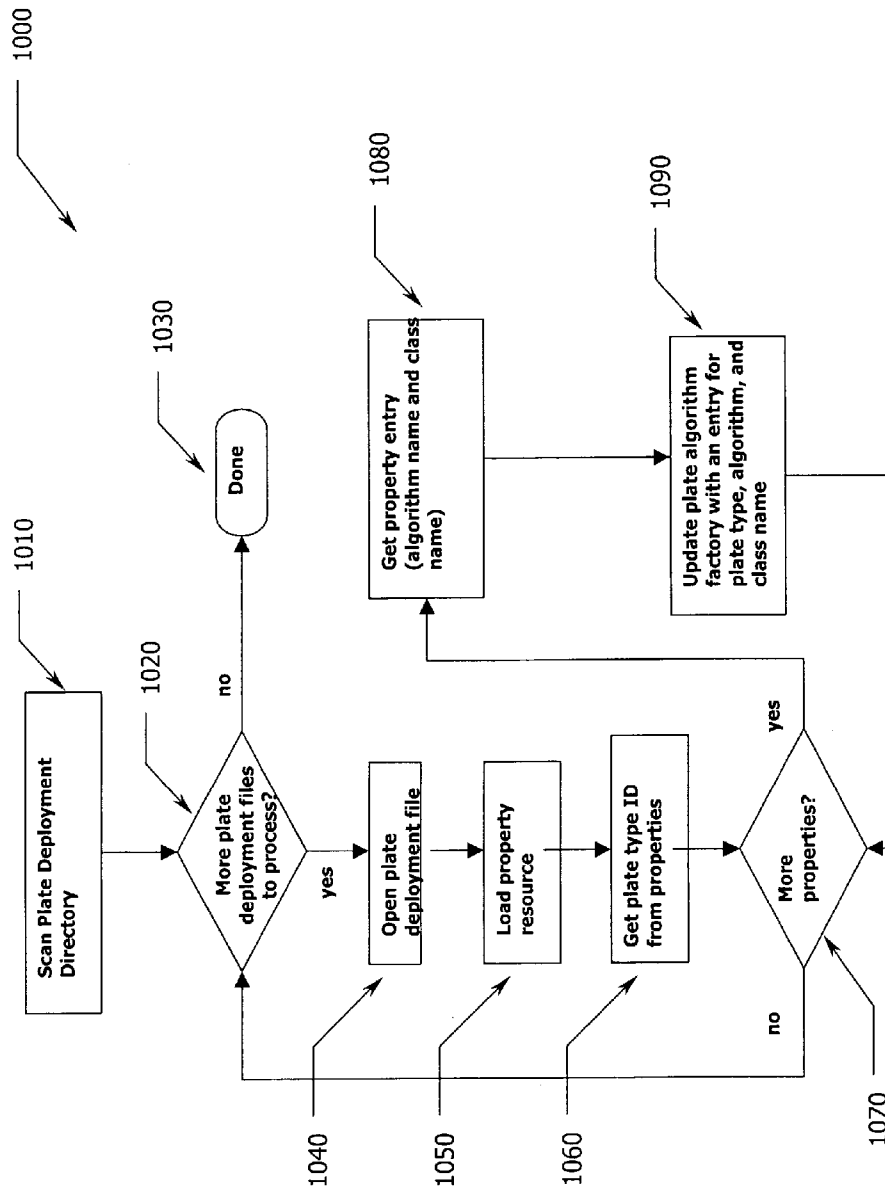 1000
1010
Scan Plate Deployment
Directory
1020
More plate
deployment files
to process?
no
1030
Done
yes
1040
Open plate
deployment file
1050
Load property
resource
1060
Get plate type ID
from properties
1070
More
properties?
no
yes
1080
Get property entry
(algorithm name and class
name)
1090
Update plate algorithm
factory with an entry for
plate type, algorithm, and
class name